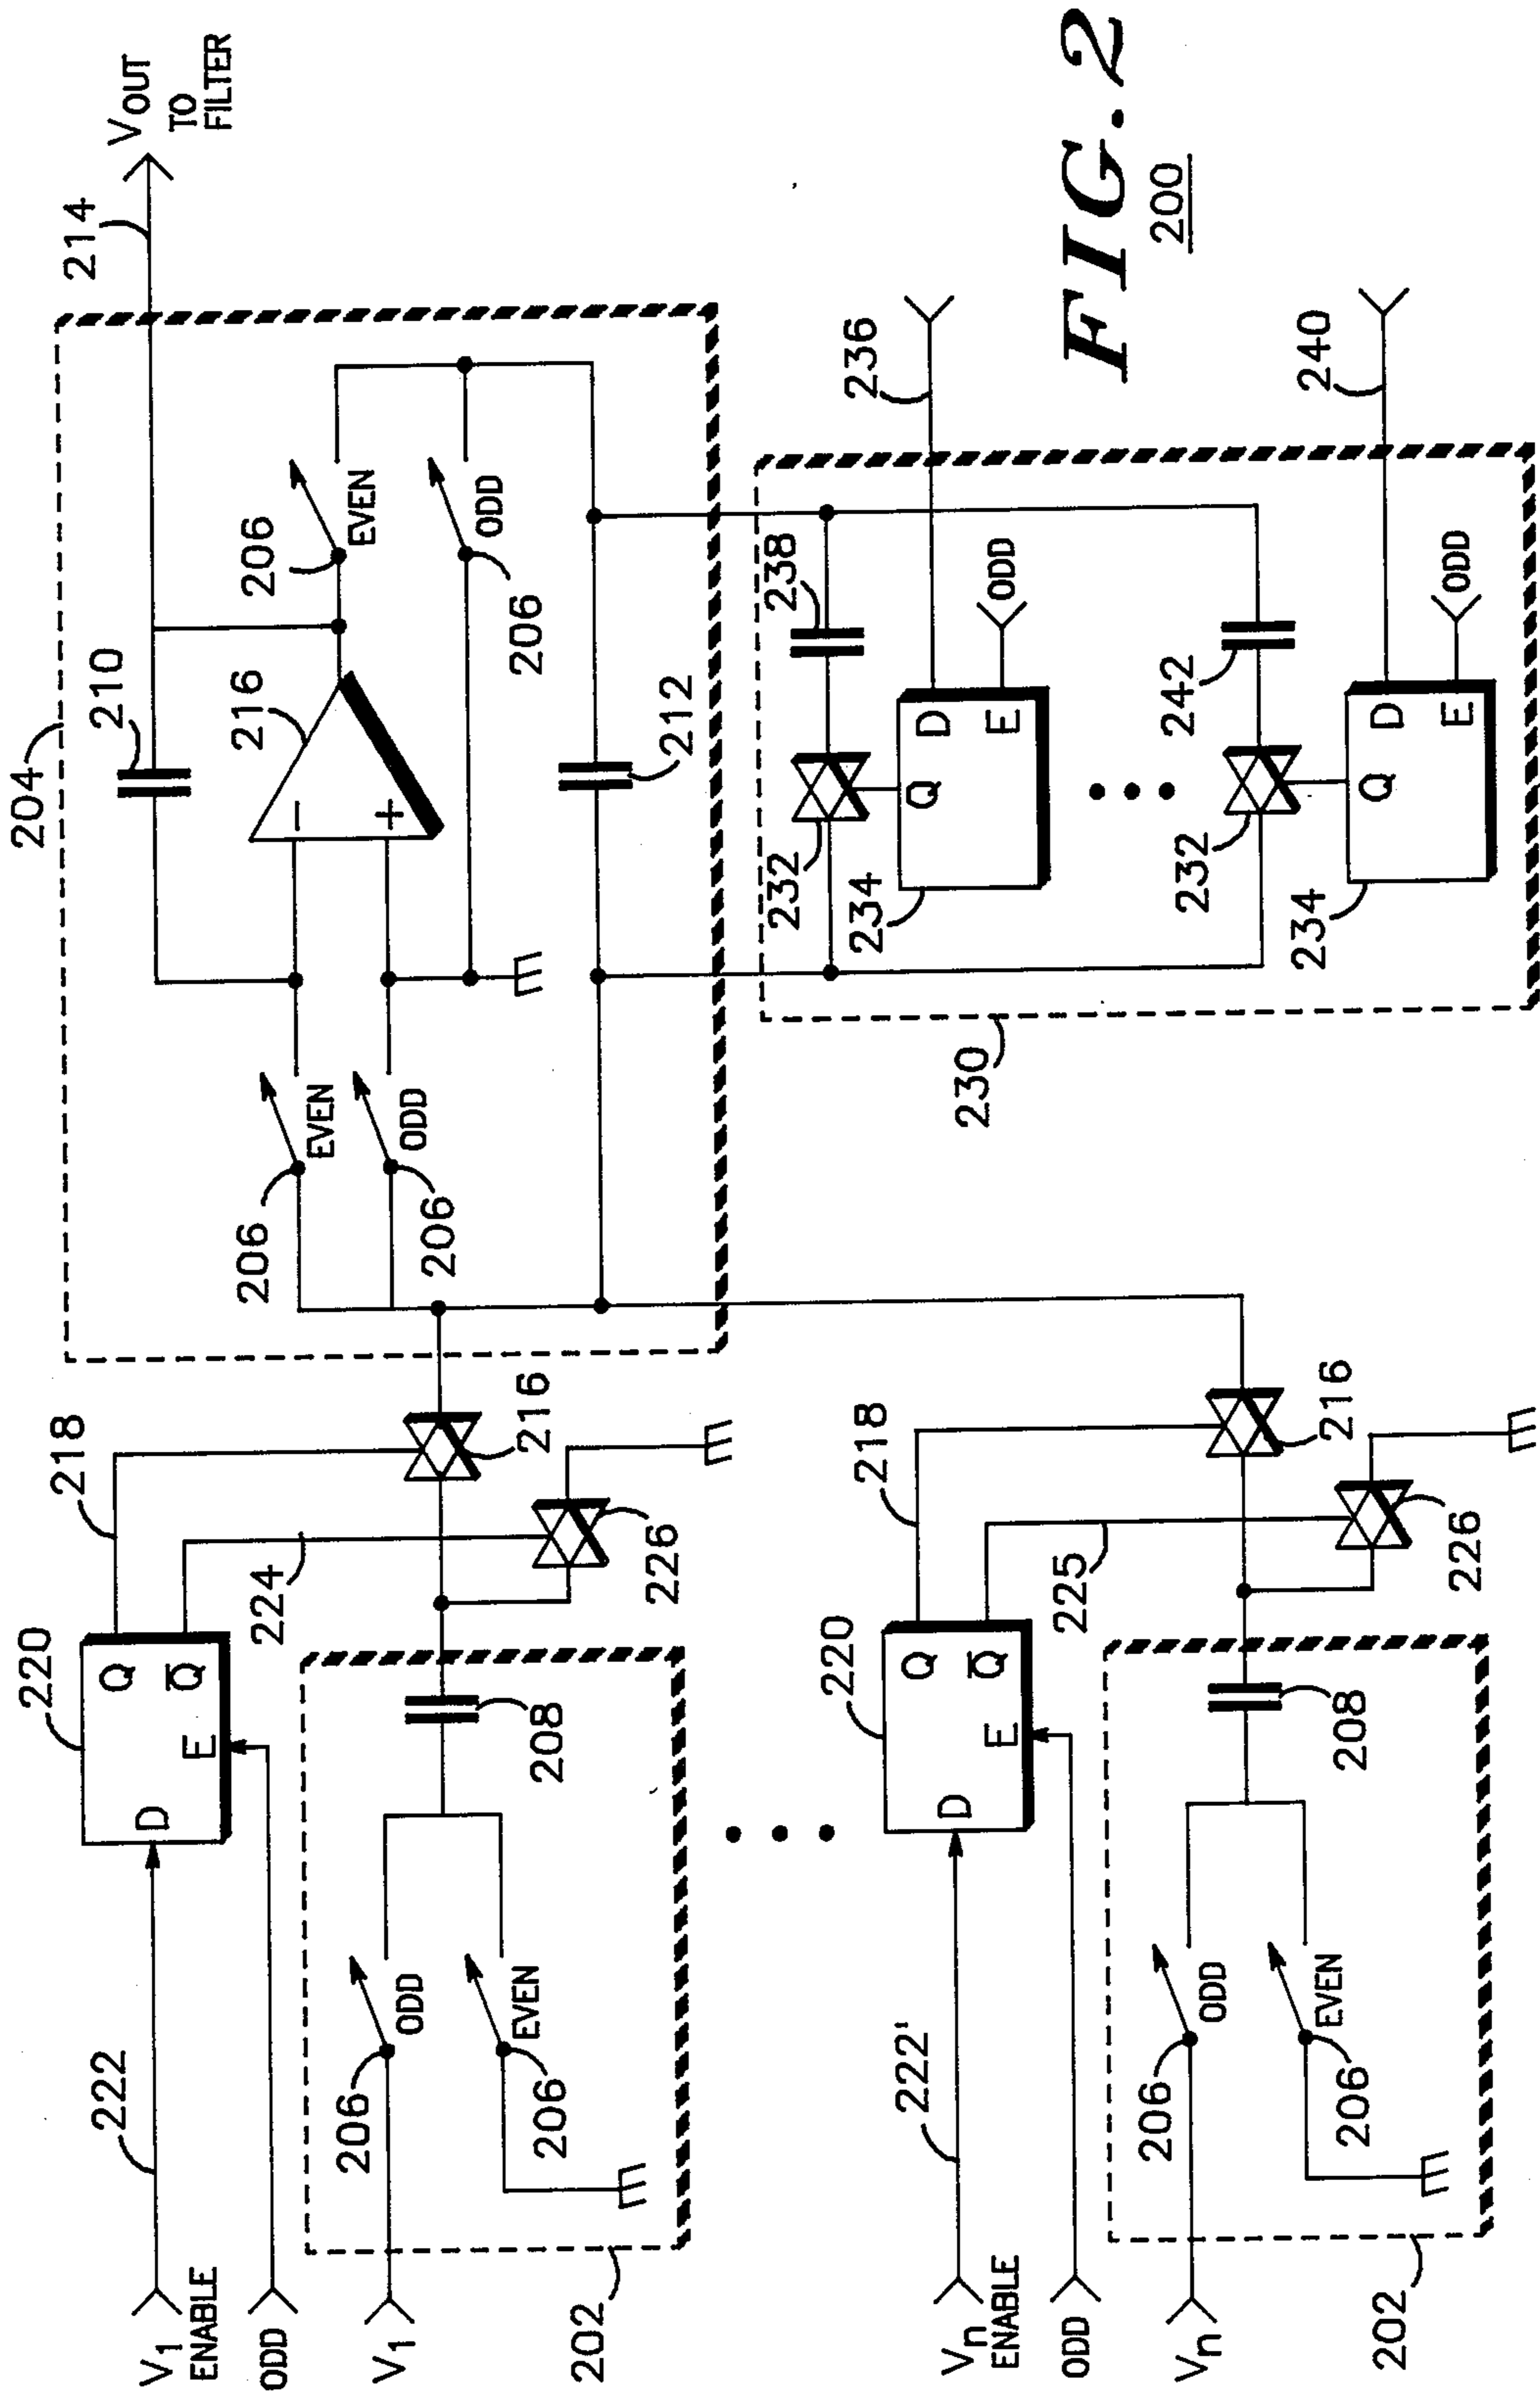 204
210
216
−
+
206
EVEN
206
ODD
206
EVEN
206
ODD
212
214
VOUT
TO
FILTER
222
V1
ENABLE
ODD
220
D
Q
Q̅
E
218
224
216
226
V1
206
ODD
206
EVEN
208
202
222'
Vn
ENABLE
ODD
220
D
Q
Q̅
E
218
225
216
226
Vn
206
ODD
206
EVEN
208
202
230
232
238
234
Q
D
E
ODD
236
232
242
234
Q
D
E
ODD
240
FIG. 2
200